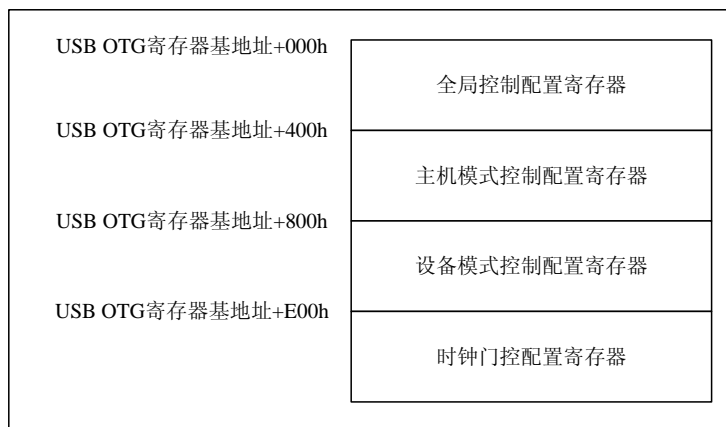 USB OTG寄存器基地址+000h
全局控制配置寄存器
USB OTG寄存器基地址+400h
主机模式控制配置寄存器
USB OTG寄存器基地址+800h
设备模式控制配置寄存器
USB OTG寄存器基地址+E00h
时钟门控配置寄存器